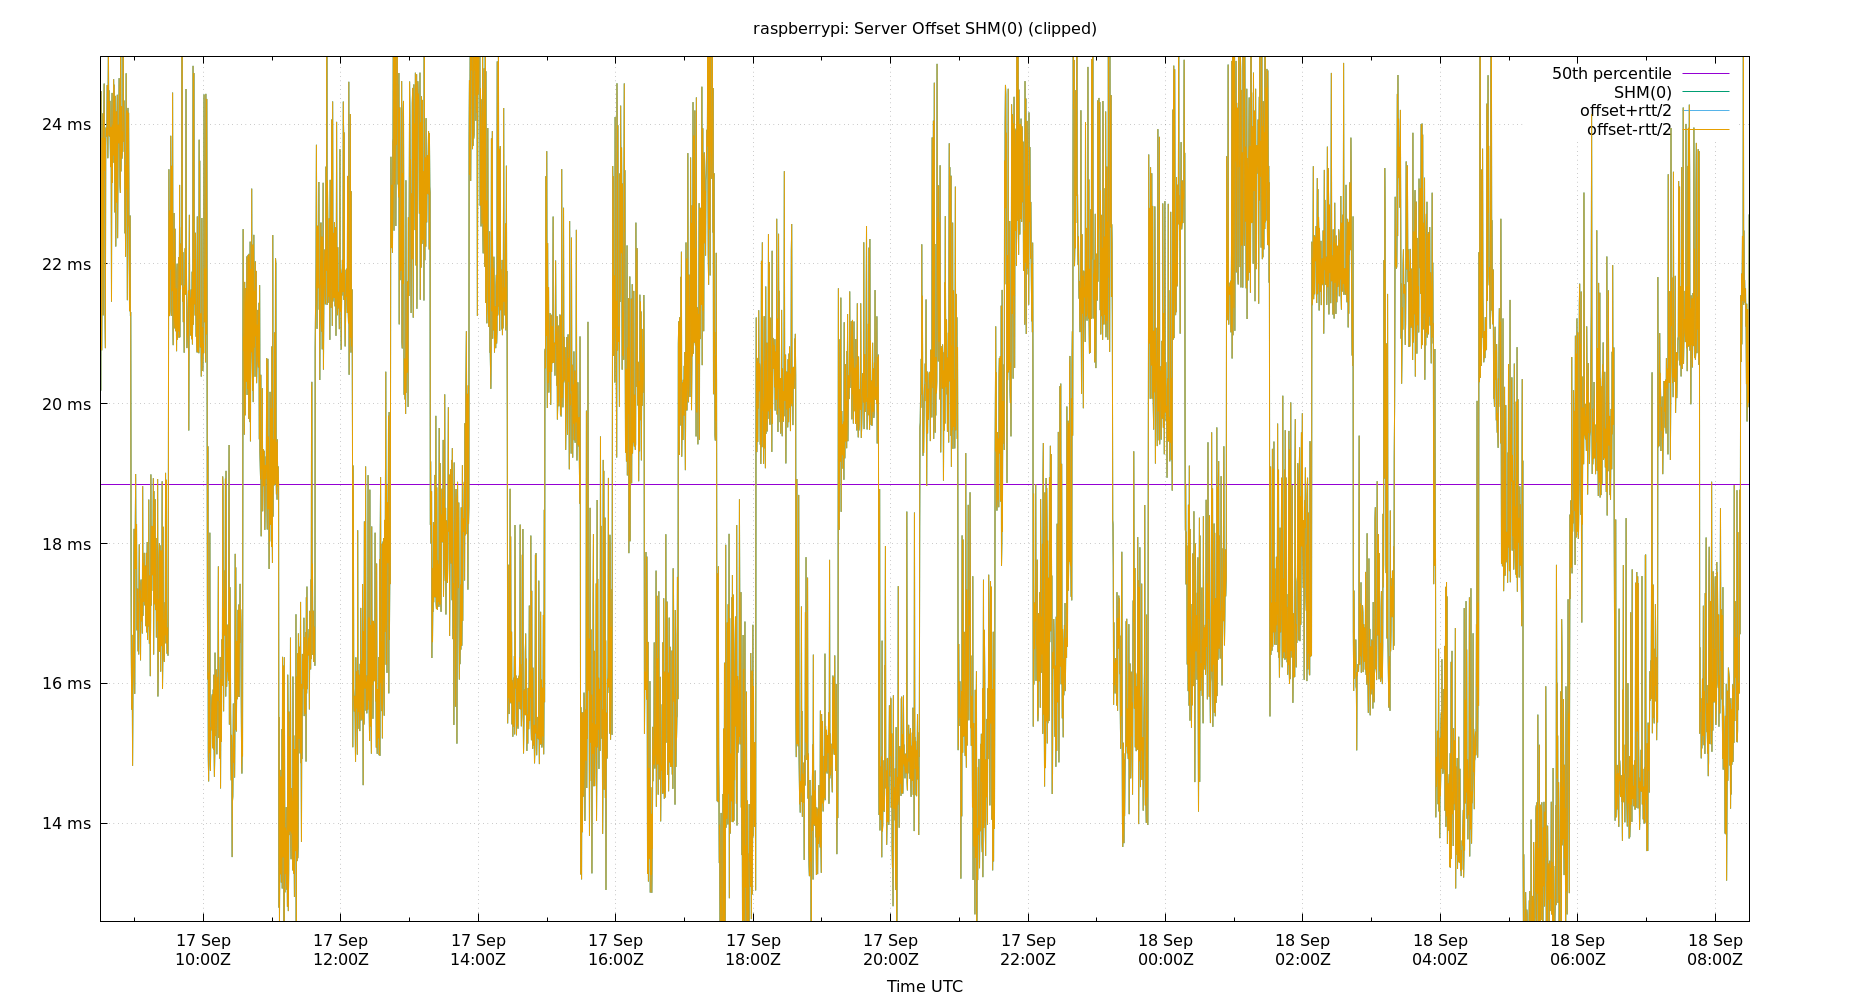 raspberrypi: Server Offset SHM(0) (clipped)
50th percentile
SHM(0)
offset+rtt/2
offset-rtt/2
24 ms
22 ms
20 ms
18 ms
16 ms
14 ms
17 Sep 17 Sep 17 Sep 17 Sep 17 Sep 17 Sep 17 Sep 18 Sep 18 Sep 18 Sep 18 Sep 18 Sep
10:00Z 12:00Z 14:00Z 16:00Z 18:00Z 20:00Z 22:00Z 00:00Z 02:00Z 04:00Z 06:00Z 08:00Z
Time UTC